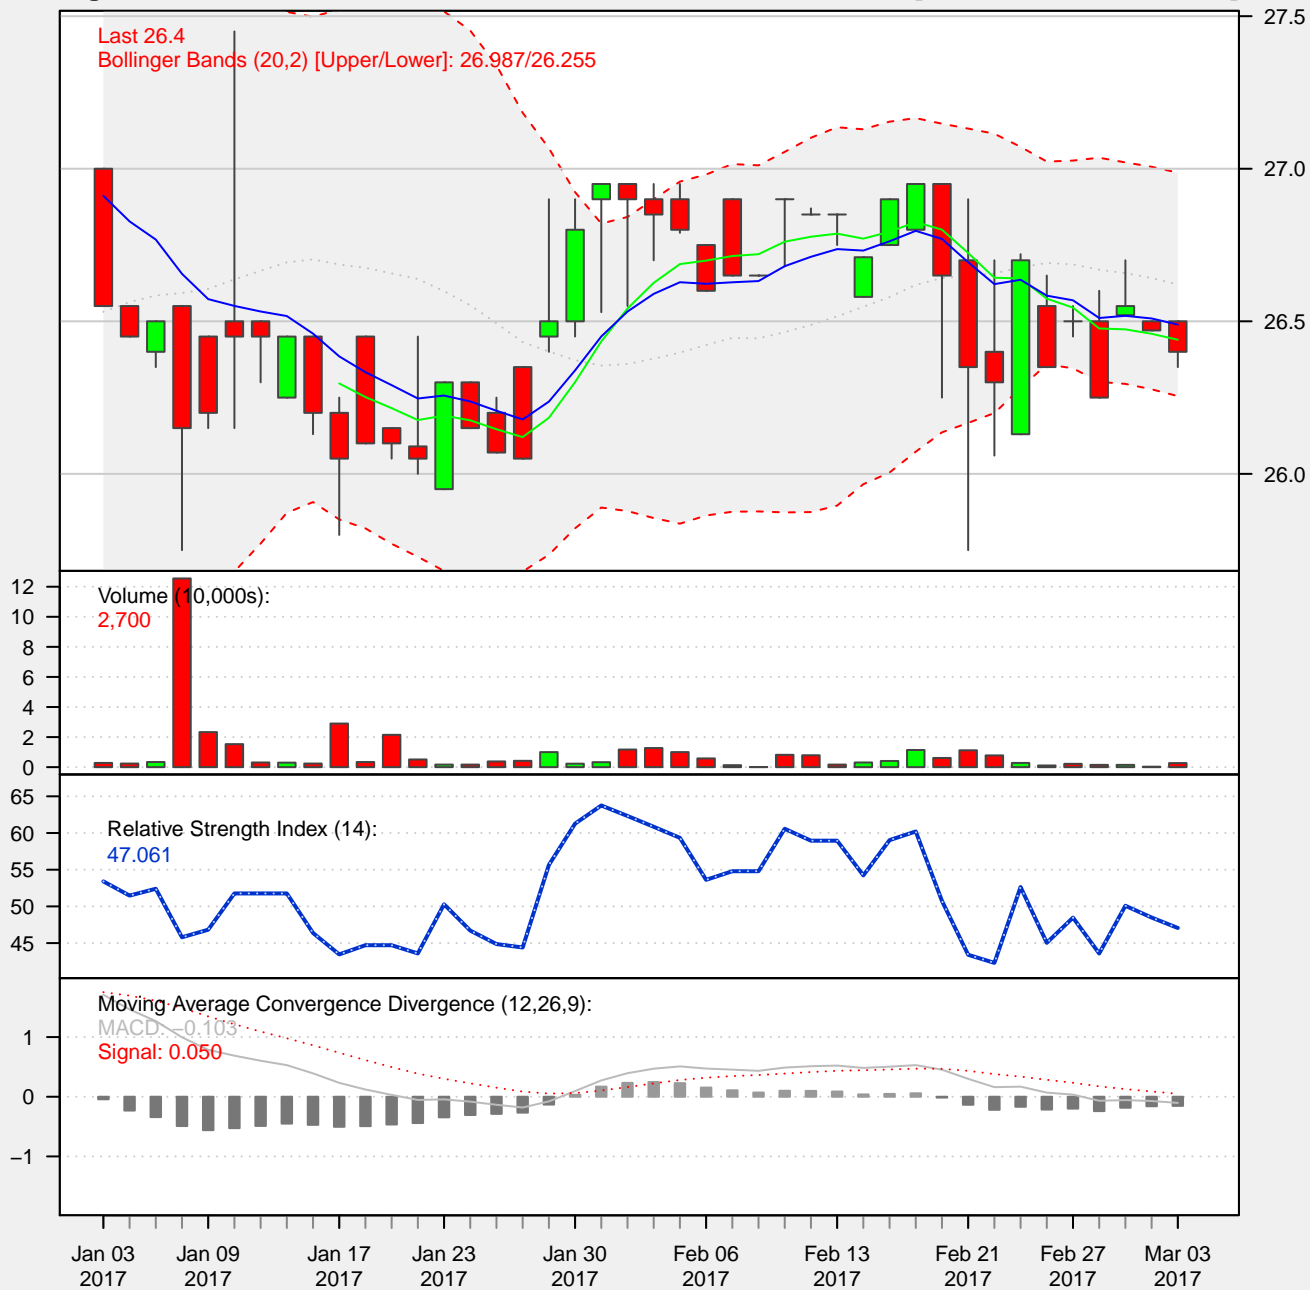 27.5
Last 26.4
Bollinger Bands (20,2) [Upper/Lower]: 26.987/26.255
27.0
26.5
26.0
12
Volume (10,000s):
10
2,700
8
6
4
2
0
65
Relative Strength Index (14):
60
47.061
55
50
45
Moving Average Convergence Divergence (12,26,9):
MACD: −0.103
1
Signal: 0.050
0
−1
Jan 03 Jan 09 Jan 17 Jan 23 Jan 30 Feb 06 Feb 13 Feb 21 Feb 27 Mar 03
2017 2017 2017 2017 2017 2017 2017 2017 2017 2017